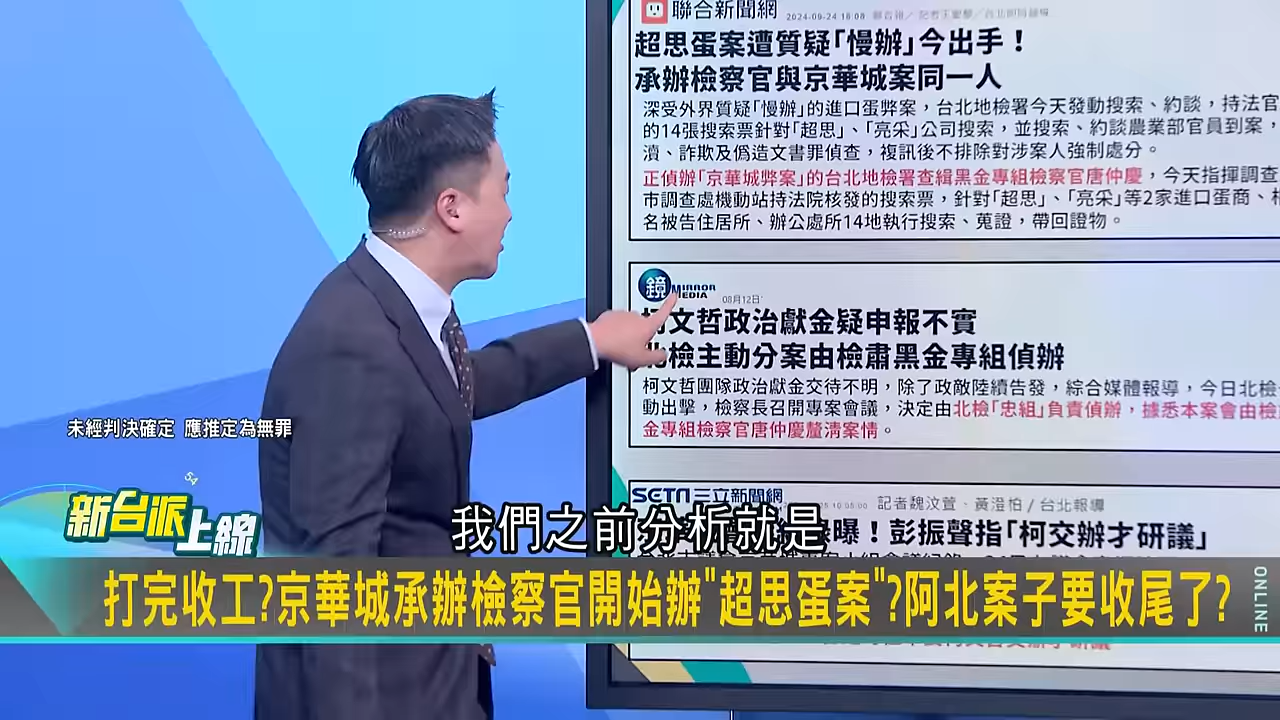 聯合新聞網
2024-09-24 16:08
超思蛋案遭質疑「慢辦」今出手！
承辦檢察官與京華城案同一人
深受外界質疑「慢辦」的進口蛋弊案，台北地檢署今天發動搜索、約談，持法官
的14張搜索票針對「超思」、「亮采」公司搜索，並搜索、約談農業部官員到案，
瀆、詐欺及偽造文書罪偵查，複訊後不排除對涉案人強制處分。
正偵辦「京華城弊案」的台北地檢署查緝黑金專組檢察官唐仲慶，今天指揮調查
市調查處機動站持法院核發的搜索票，針對「超思」、「亮采」等2家進口蛋商、
名被告住居所、辦公處所14地執行搜索、蒐證，帶回證物。
鏡 MIRROR MEDIA
08月12日
柯文哲政治獻金疑申報不實
北檢主動分案由檢肅黑金專組偵辦
柯文哲團隊政治獻金交待不明，除了政敵陸續告發，綜合媒體報導，今日北檢
動出擊，檢察長召開專案會議，決定由北檢「忠組」負責偵辦，據悉本案會由檢
金專組檢察官唐仲慶釐清案情。
SETN三立新聞網
10:05:00 記者魏汶萱、黃澄柏/台北報導
曝！彭振聲指「柯交辦才研議」
未經判決確定 應推定為無罪
新台派
上線
我們之前分析就是
打完收工?京華城承辦檢察官開始辦"超思蛋案"?阿北案子要收尾了?
ONLINE